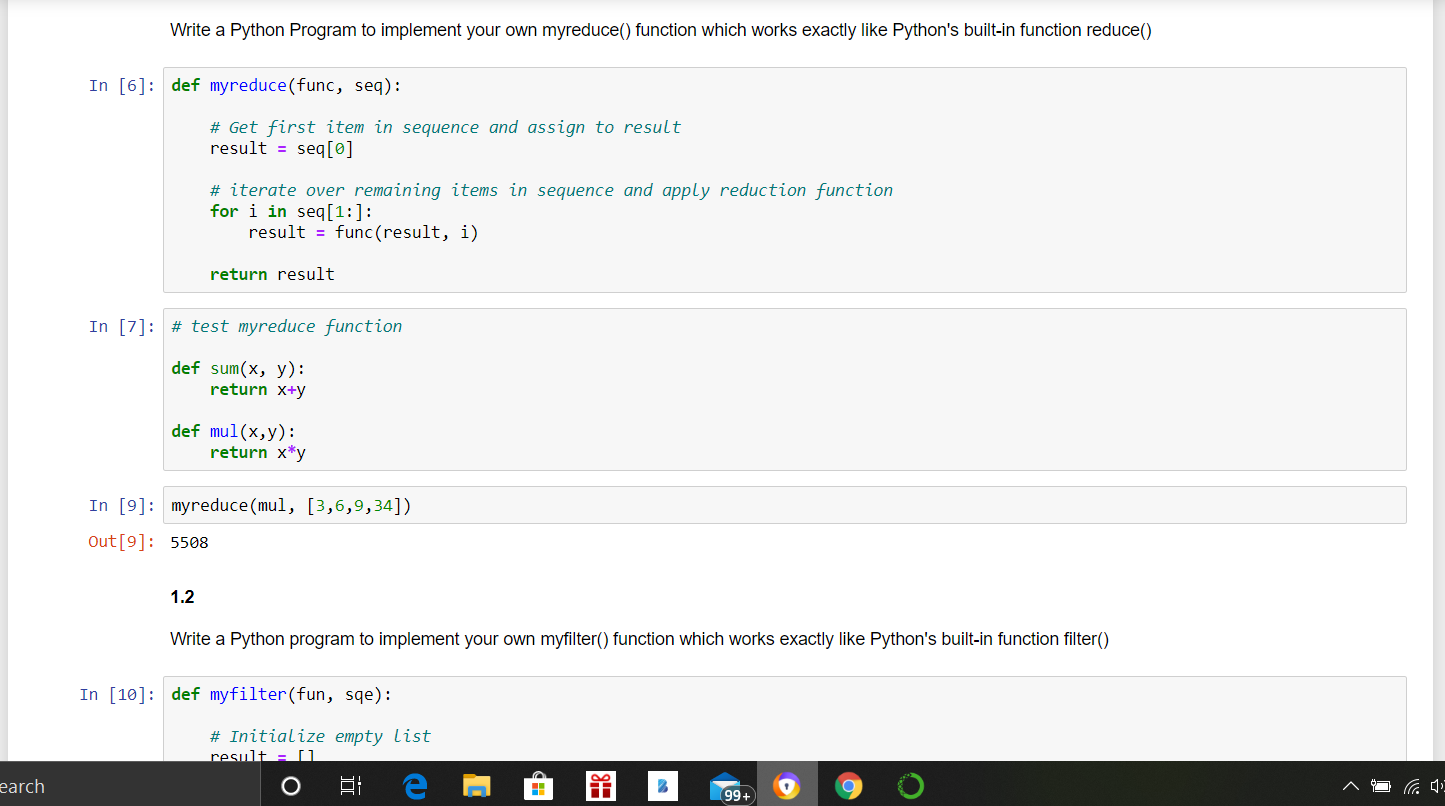 Write a Python Program to implement your own myreduce() function which works exactly like Python's built-in function reduce()
In [6]: def myreduce(func, seq):
# Get first item in sequence and assign to result
result = seq[0]
# iterate over remaining items in sequence and apply reduction function
for i in seq[1:]:
result = func(result, i)
return result
In [7]: # test myreduce function
def sum(x, y):
return x+y
def mul(x,y):
return x*y
In [9]: myreduce(mul, [3,6,9,34])
Out[9]: 5508
1.2
Write a Python program to implement your own myfilter() function which works exactly like Python's built-in function filter()
In [10]: def myfilter(fun, sqe):
# Initialize empty list
result = []
earch
99+